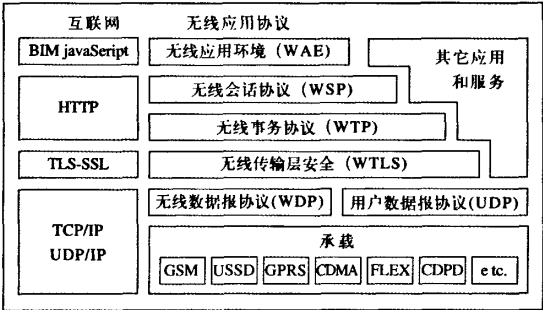 互联网 无线应用协议
BIM javaScript 无线应用环境（WAE） 其它应用
和服务
HTTP 无线会话协议（WSP）
无线事务协议（WTP）
TLS-SSL 无线传输层安全（WTLS）
无线数据报协议(WDP) 用户数据报协议(UDP)
TCP/IP
UDP/IP
承载
GSM USSD GPRS CDMA FLEX CDPD e tc.